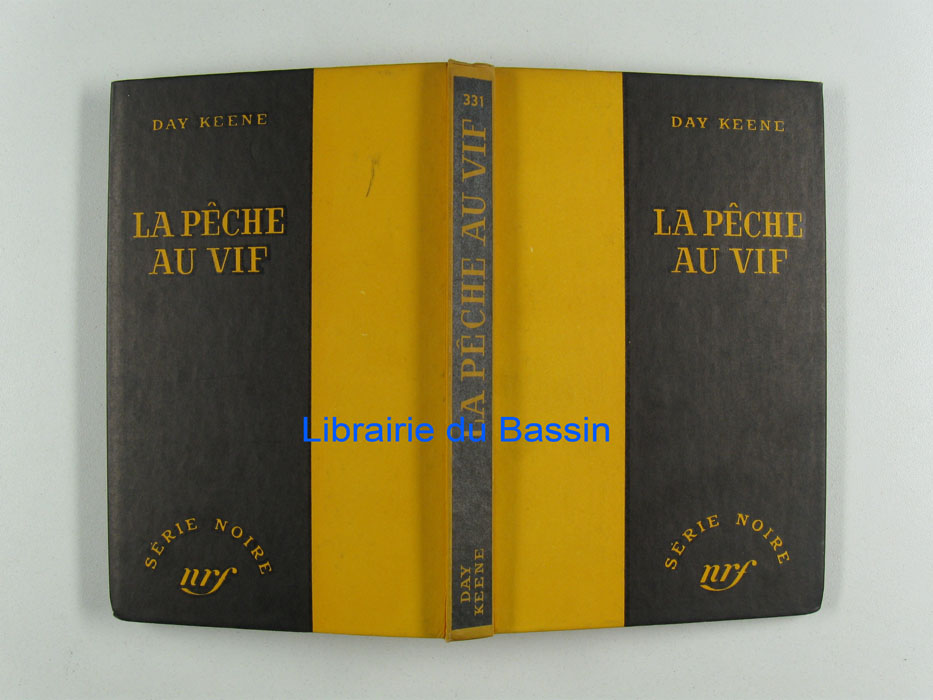 DAY KEENE
LA PÊCHE
AU VIF
SÉRIE NOIRE
nrf
331
LA PÊCHE AU VIF
DAY
KEENE
DAY KEENE
LA PÊCHE
AU VIF
SÉRIE NOIRE
nrf
Librairie du Bassin